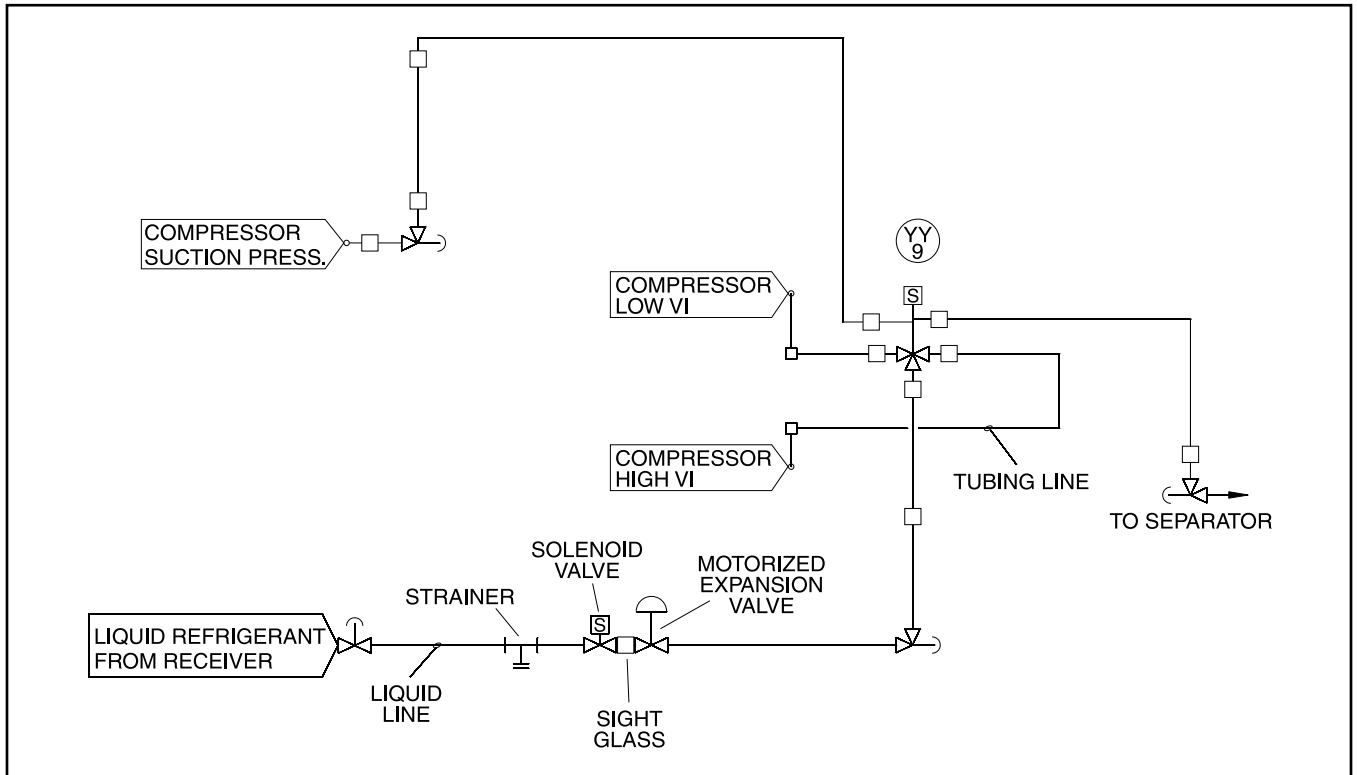 COMPRESSOR
SUCTION PRESS.
YY
9
S
COMPRESSOR
LOW VI
COMPRESSOR
HIGH VI
TUBING LINE
TO SEPARATOR
SOLENOID
VALVE
MOTORIZED
EXPANSION
VALVE
STRAINER
S
LIQUID REFRIGERANT
FROM RECEIVER
LIQUID
LINE
SIGHT
GLASS